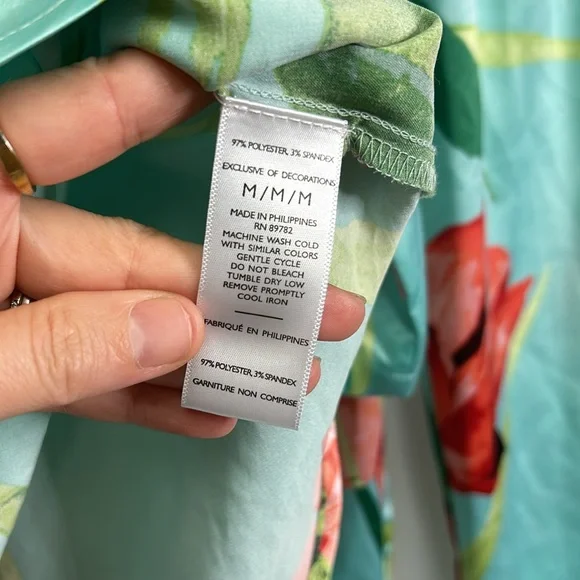 97% POLYESTER, 3% SPANDEX
EXCLUSIVE OF DECORATIONS
M/M/M
MADE IN PHILIPPINES
RN 89782
MACHINE WASH COLD
WITH SIMILAR COLORS
GENTLE CYCLE
DO NOT BLEACH
TUMBLE DRY LOW
REMOVE PROMPTLY
COOL IRON
FABRIQUÉ EN PHILIPPINES
97% POLYESTER, 3% SPANDEX
GARNITURE NON COMPRISE